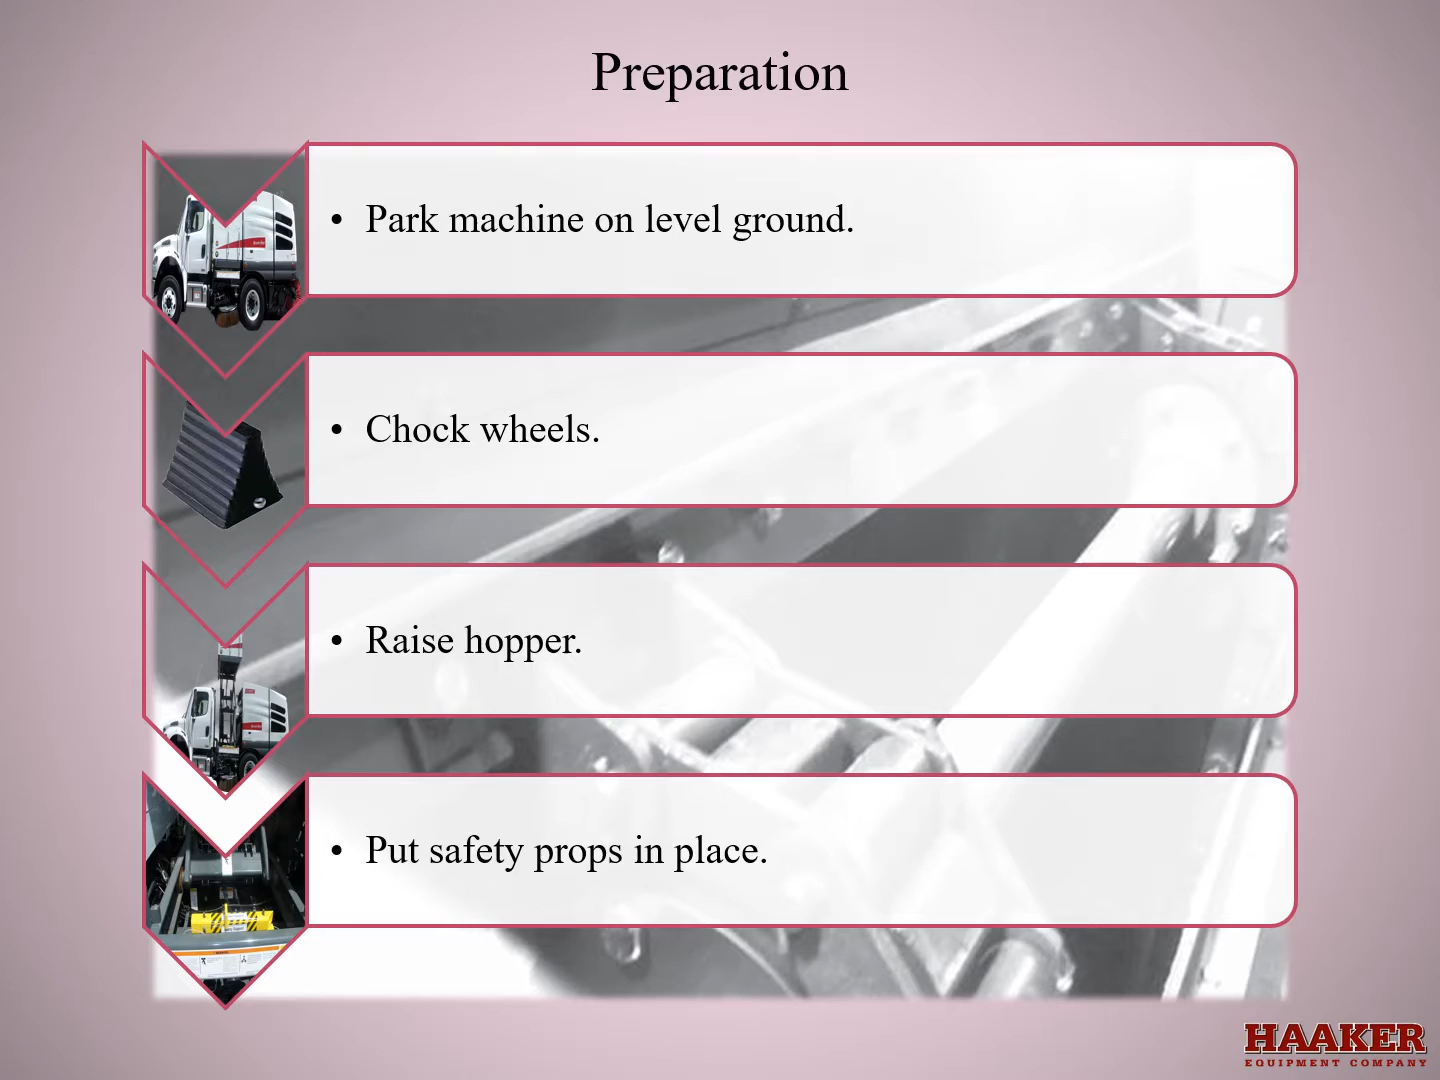 Preparation
• Park machine on level ground.
• Chock wheels.
• Raise hopper.
• Put safety props in place.
HAAKER
EQUIPMENT COMPANY